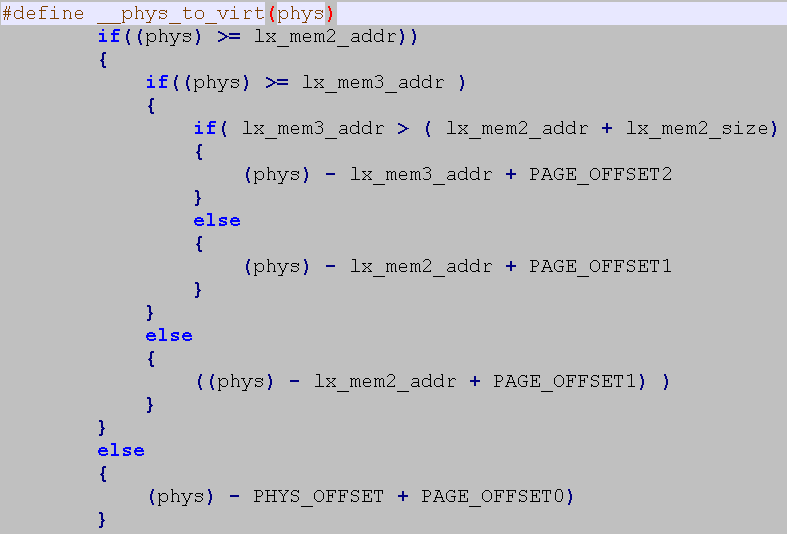 #define __phys_to_virt(phys)
if((phys) >= lx_mem2_addr))
{
if((phys) >= lx_mem3_addr )
{
if( lx_mem3_addr > ( lx_mem2_addr + lx_mem2_size)
{
(phys) - lx_mem3_addr + PAGE_OFFSET2
}
else
{
(phys) - lx_mem2_addr + PAGE_OFFSET1
}
}
else
{
((phys) - lx_mem2_addr + PAGE_OFFSET1) )
}
}
else
{
(phys) - PHYS_OFFSET + PAGE_OFFSET0)
}